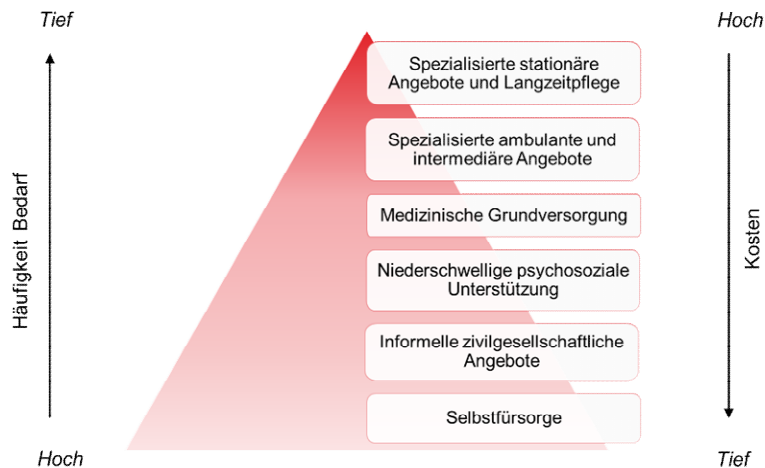 Tief
Hoch
Spezialisierte stationäre
Angebote und Langzeitpflege
Spezialisierte ambulante und
intermediäre Angebote
Medizinische Grundversorgung
Niederschwellige psychosoziale
Unterstützung
Informelle zivilgesellschaftliche
Angebote
Selbstfürsorge
Häufigkeit Bedarf
Kosten
Hoch
Tief